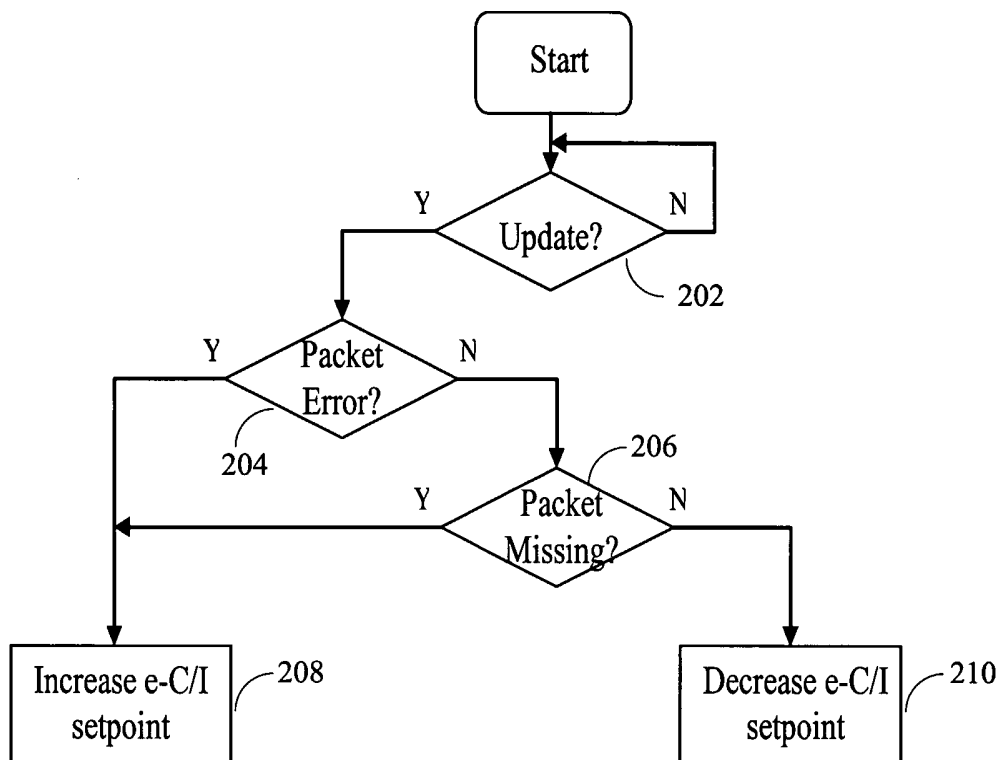 Start
Y
N
Update?
202
Y
Packet
Error?
N
204
206
Y
Packet
Missing?
N
Increase e-C/I
setpoint
208
Decrease e-C/I
setpoint
210